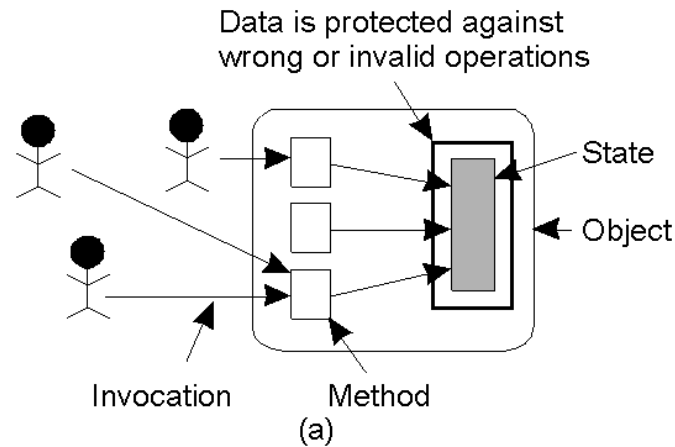 Data is protected against
wrong or invalid operations
State
Object
Invocation
Method
(a)